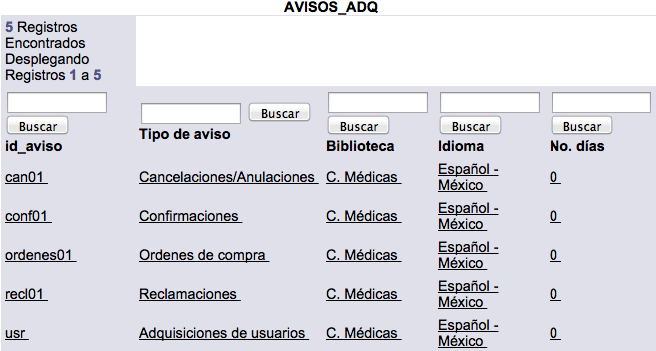 AVISOS_ADQ
5 Registros
Encontrados
Desplegando
Registros 1 a 5
Buscar Buscar Buscar Buscar Buscar
id_aviso Tipo de aviso Biblioteca Idioma No. días
can01 Cancelaciones/Anulaciones C. Médicas Español - México 0
conf01 Confirmaciones C. Médicas Español - México 0
ordenes01 Ordenes de compra C. Médicas Español - México 0
recl01 Reclamaciones C. Médicas Español - México 0
usr Adquisiciones de usuarios C. Médicas Español - México 0